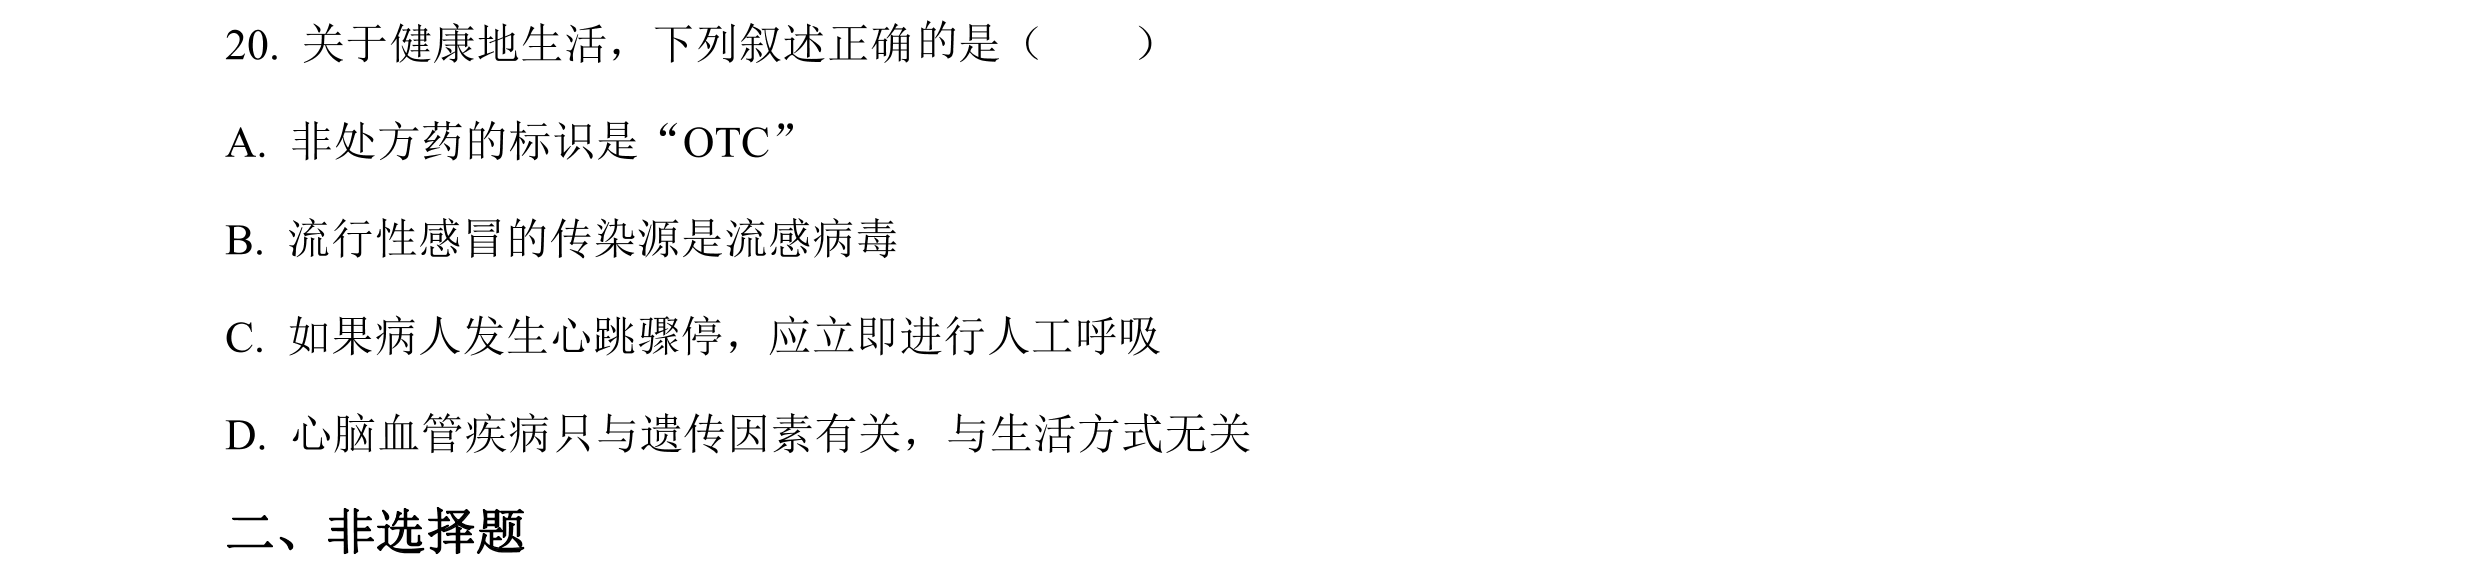 20. 关于健康地生活，下列叙述正确的是（　　）
A. 非处方药的标识是“OTC”
B. 流行性感冒的传染源是流感病毒
C. 如果病人发生心跳骤停，应立即进行人工呼吸
D. 心脑血管疾病只与遗传因素有关，与生活方式无关
二、非选择题